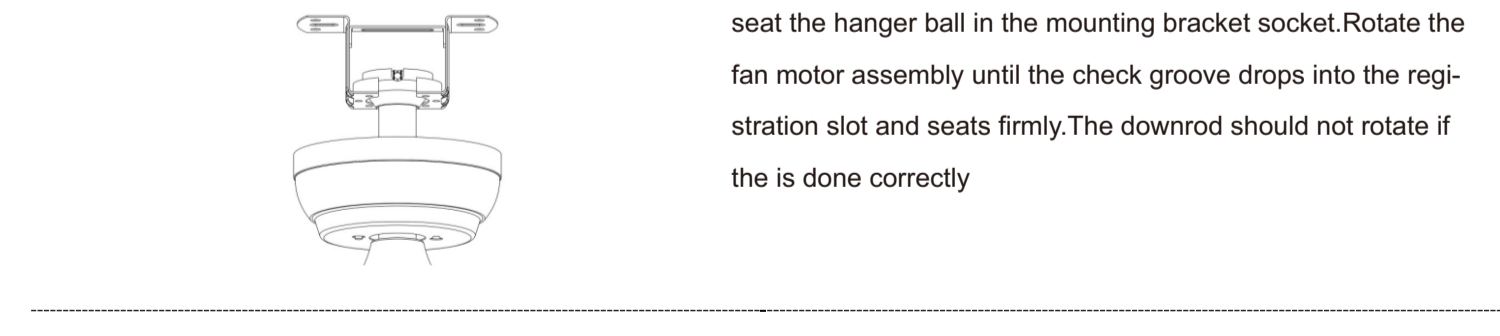 seat the hanger ball in the mounting bracket socket.Rotate the
fan motor assembly until the check groove drops into the regi-
stration slot and seats firmly.The downrod should not rotate if
the is done correctly